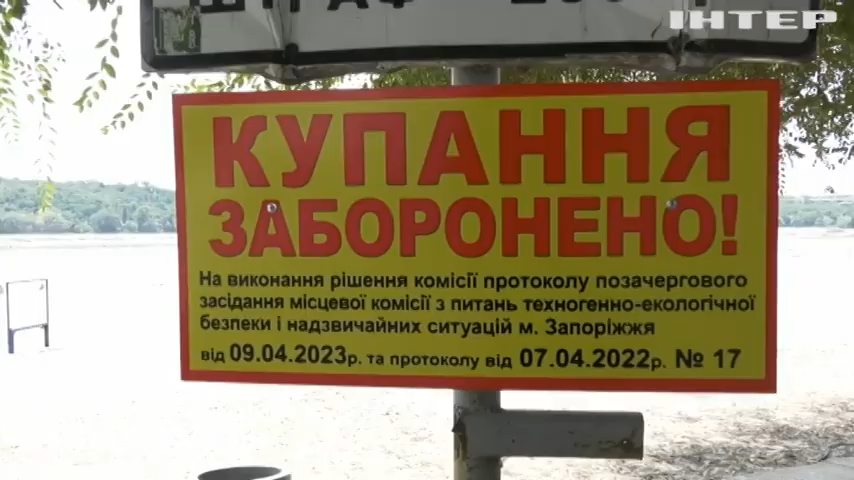 ШТРАФ
ІНТЕР
КУПАННЯ
ЗАБОРОНЕНО!
На виконання рішення комісії протоколу позачергового
засідання місцевої комісії з питань техногенно-екологічної
безпеки і надзвичайних ситуацій м. Запоріжжя
від 09.04.2023р. та протоколу від 07.04.2022р. № 17